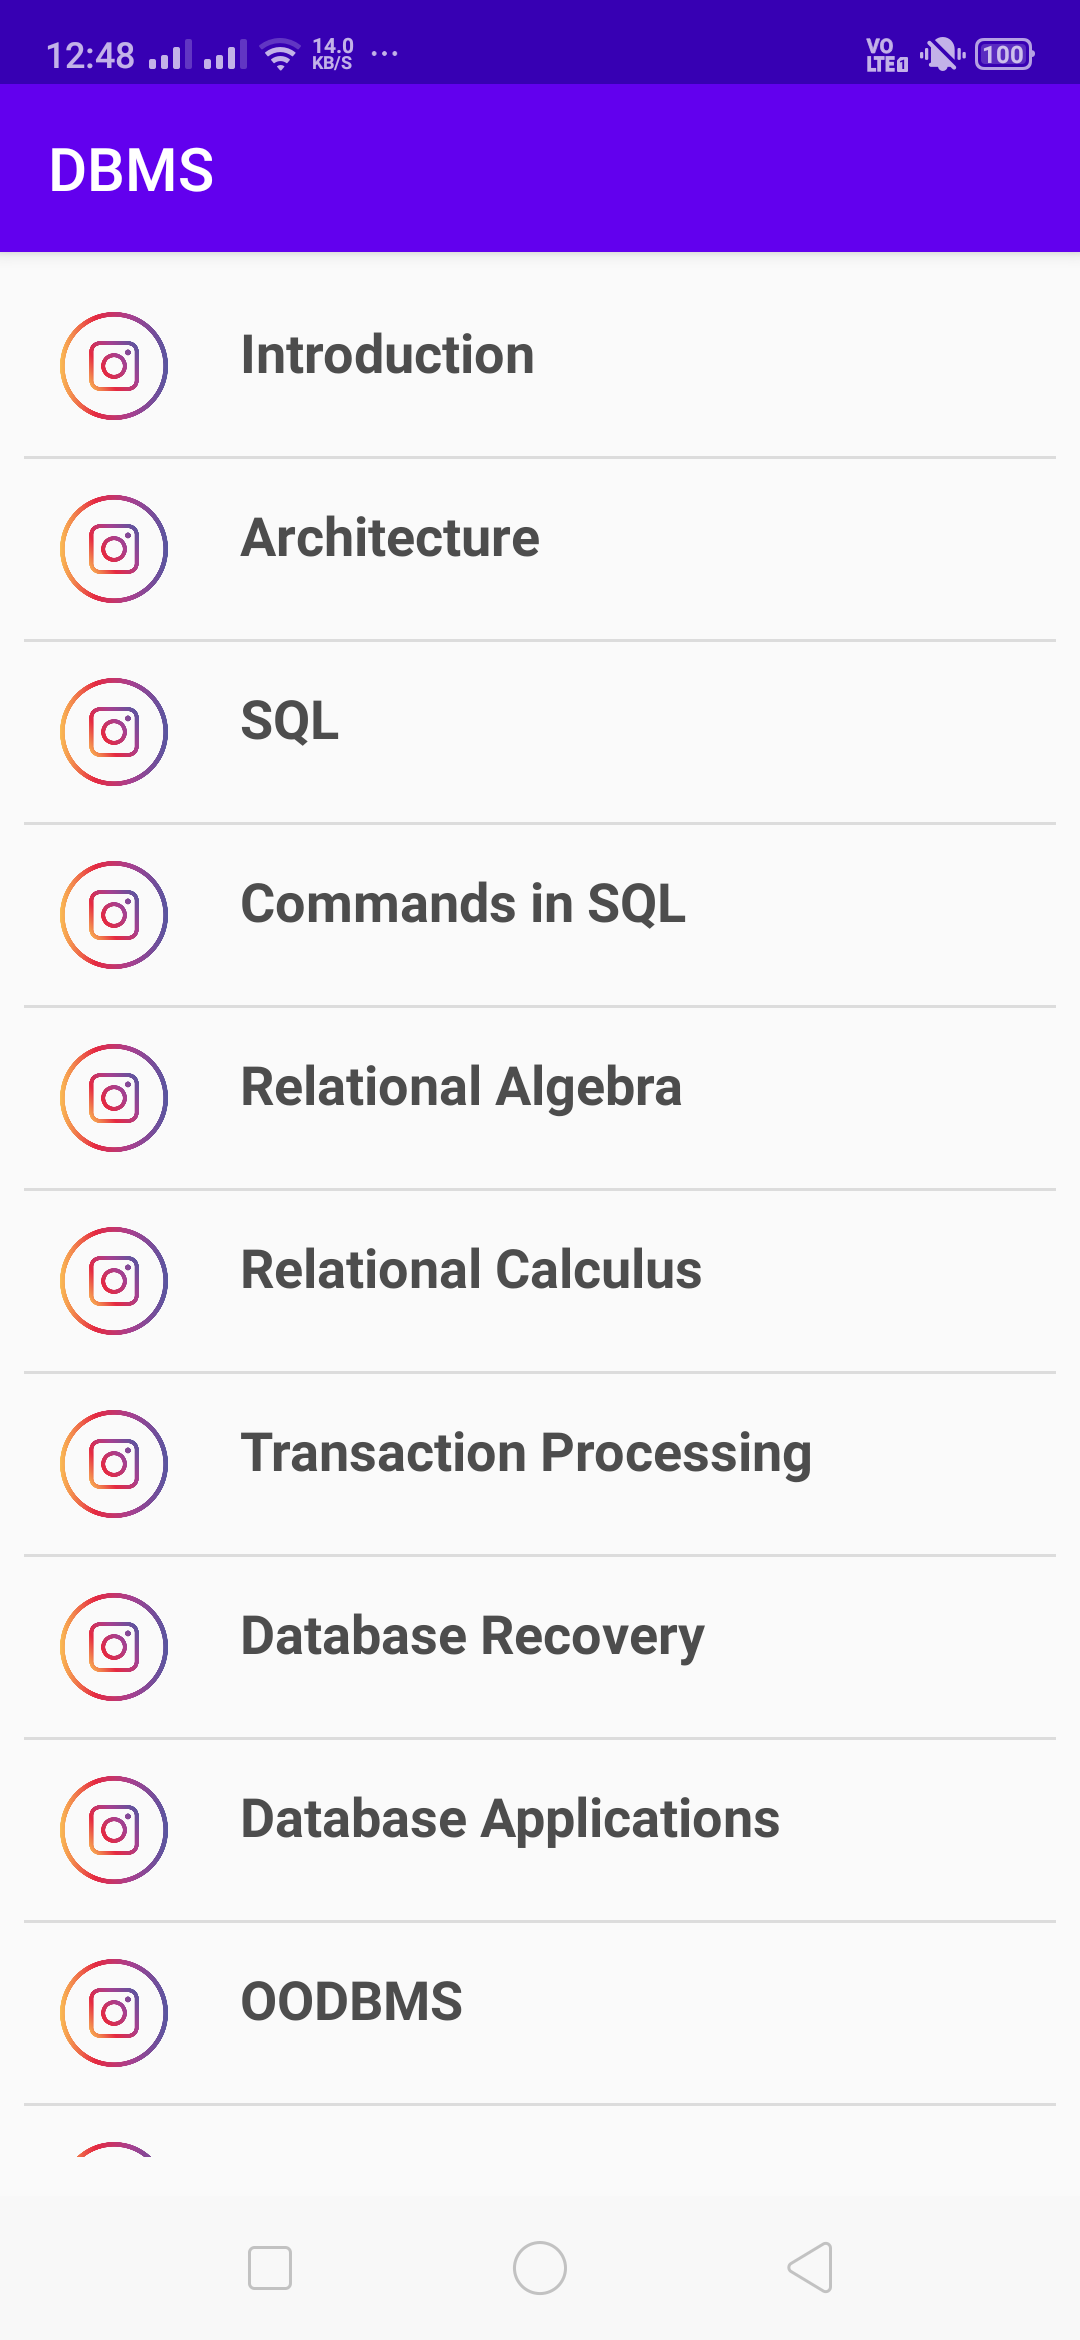 12:48 14.0 KB/S ... VO LTE 1 100
DBMS
Introduction
Architecture
SQL
Commands in SQL
Relational Algebra
Relational Calculus
Transaction Processing
Database Recovery
Database Applications
OODBMS